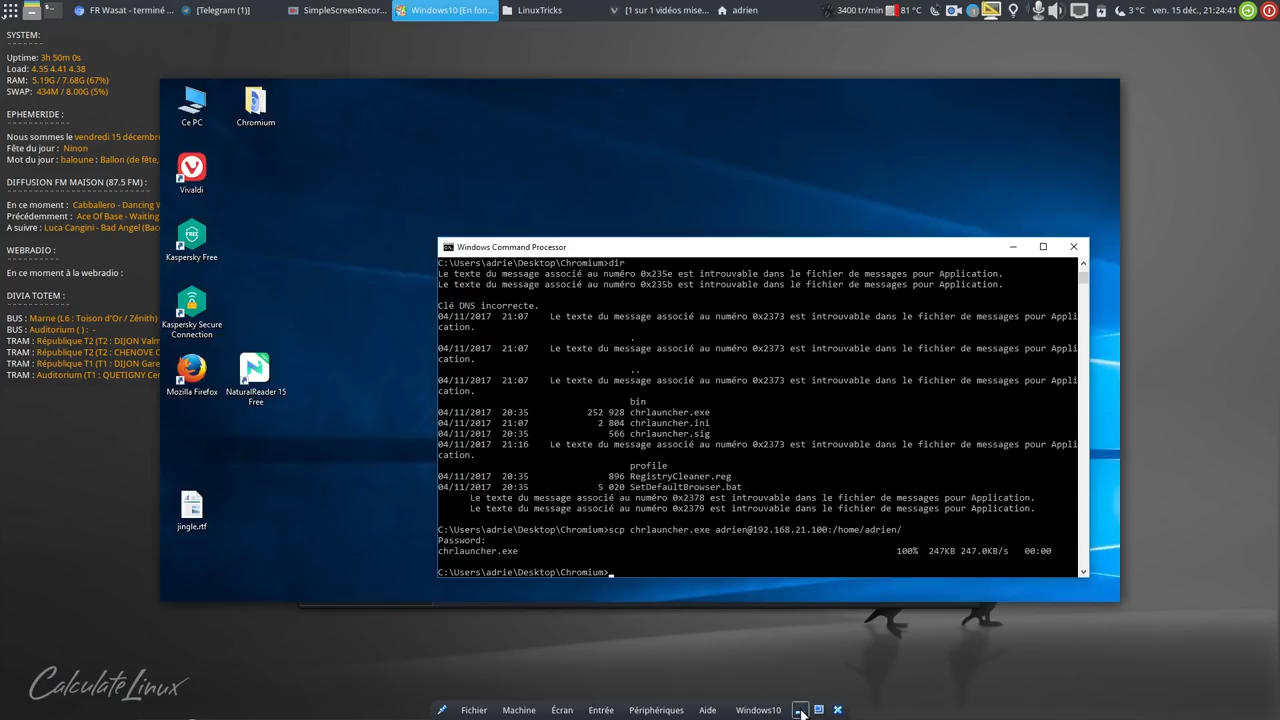 FR Wasat - terminé ...
[Telegram (1)]
SimpleScreenRecor...
Windows10 [En fon...
LinuxTricks
[1 sur 1 vidéos mise...
adrien
3400 tr/min
81 °C
3 °C
ven. 15 déc., 21:24:41
SYSTEM:
Uptime: 3h 50m 0s
Load: 4.55 4.41 4.38
RAM: 5.19G / 7.68G (67%)
SWAP: 434M / 8.00G (5%)
EPHEMERIDE :
Nous sommes le vendredi 15 décembre
Fête du jour : Ninon
Mot du jour : baloune : Ballon (de fête,
DIFFUSION FM MAISON (87.5 FM) :
En ce moment : Cabballero - Dancing W
Précédemment : Ace Of Base - Waiting
A suivre : Luca Cangini - Bad Angel (Bac
WEBRADIO :
En ce moment à la webradio :
DIVIA TOTEM :
BUS : Marne (L6 : Toison d'Or / Zénith)
BUS : Auditorium ( ) : -
TRAM : République T2 (T2 : DIJON Valm
TRAM : République T2 (T2 : CHENOVE C
TRAM : République T1 (T1 : DIJON Gare
TRAM : Auditorium (T1 : QUETIGNY Cen
Ce PC
Chromium
Vivaldi
Kaspersky Free
Kaspersky Secure
Connection
Mozilla Firefox
NaturalReader 15
Free
jingle.rtf
Windows Command Processor
C:\Users\adrie\Desktop\Chromium>dir
Le texte du message associé au numéro 0x235e est introuvable dans le fichier de messages pour Application.
Le texte du message associé au numéro 0x235b est introuvable dans le fichier de messages pour Application.
Clé DNS incorrecte.
04/11/2017  21:07    Le texte du message associé au numéro 0x2373 est introuvable dans le fichier de messages pour Appli
cation.
.
04/11/2017  21:07    Le texte du message associé au numéro 0x2373 est introuvable dans le fichier de messages pour Appli
cation.
..
04/11/2017  21:07    Le texte du message associé au numéro 0x2373 est introuvable dans le fichier de messages pour Appli
cation.
bin
04/11/2017  20:35           252 928 chrlauncher.exe
04/11/2017  21:07             2 804 chrlauncher.ini
04/11/2017  20:35               566 chrlauncher.sig
04/11/2017  21:16    Le texte du message associé au numéro 0x2373 est introuvable dans le fichier de messages pour Appli
cation.
profile
04/11/2017  20:35               896 RegistryCleaner.reg
04/11/2017  20:35             5 020 SetDefaultBrowser.bat
Le texte du message associé au numéro 0x2378 est introuvable dans le fichier de messages pour Application.
Le texte du message associé au numéro 0x2379 est introuvable dans le fichier de messages pour Application.
C:\Users\adrie\Desktop\Chromium>scp chrlauncher.exe adrien@192.168.21.100:/home/adrien/
Password:
chrlauncher.exe 100% 247KB 247.0KB/s 00:00
C:\Users\adrie\Desktop\Chromium>_
Calculate Linux
Fichier
Machine
Écran
Entrée
Périphériques
Aide
Windows10